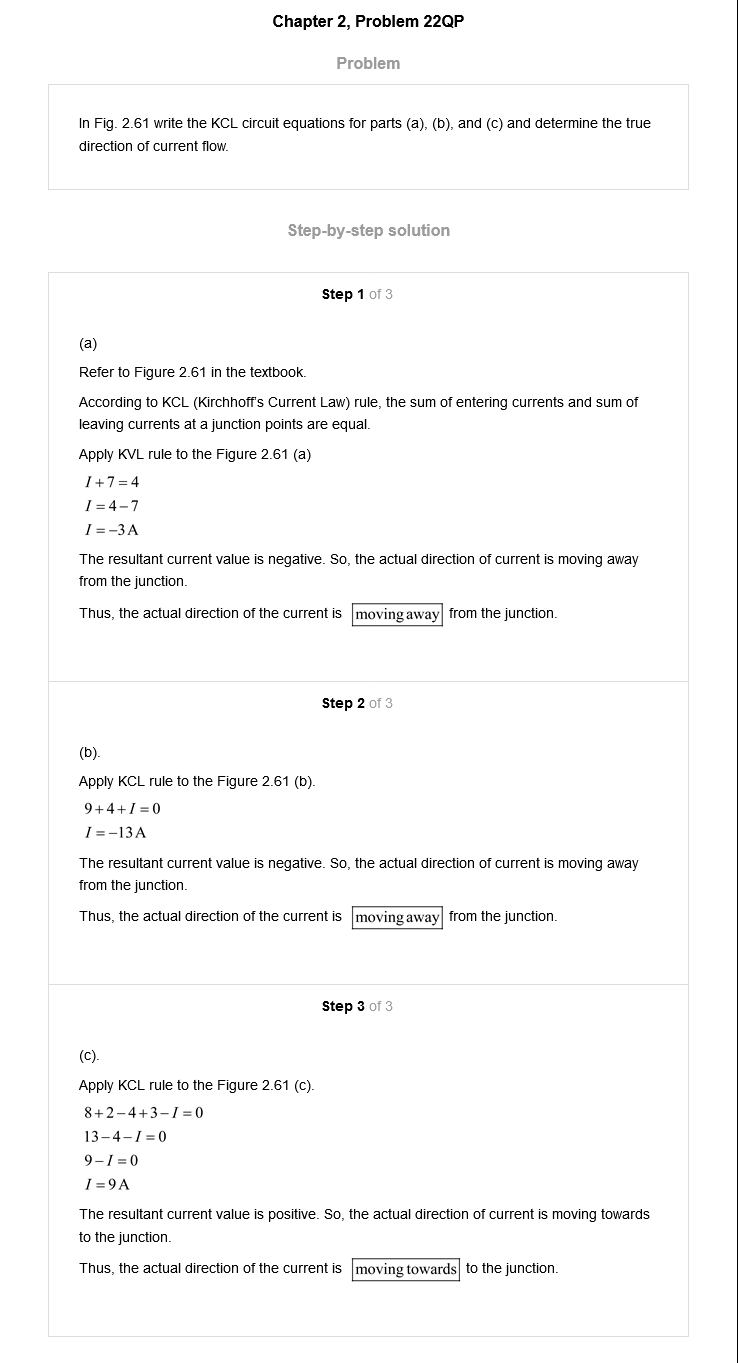 Chapter 2, Problem 22QP
Problem
In Fig. 2.61 write the KCL circuit equations for parts (a), (b), and (c) and determine the true
direction of current flow.
Step-by-step solution
Step 1 of 3
(a)
Refer to Figure 2.61 in the textbook.
According to KCL (Kirchhoff's Current Law) rule, the sum of entering currents and sum of
leaving currents at a junction points are equal.
Apply KVL rule to the Figure 2.61 (a)
I + 7 = 4
I = 4 − 7
I = −3 A
The resultant current value is negative. So, the actual direction of current is moving away
from the junction.
Thus, the actual direction of the current is moving away from the junction.
Step 2 of 3
(b).
Apply KCL rule to the Figure 2.61 (b).
9 + 4 + I = 0
I = −13 A
The resultant current value is negative. So, the actual direction of current is moving away
from the junction.
Thus, the actual direction of the current is moving away from the junction.
Step 3 of 3
(c).
Apply KCL rule to the Figure 2.61 (c).
8 + 2 − 4 + 3 − I = 0
13 − 4 − I = 0
9 − I = 0
I = 9 A
The resultant current value is positive. So, the actual direction of current is moving towards
to the junction.
Thus, the actual direction of the current is moving towards to the junction.